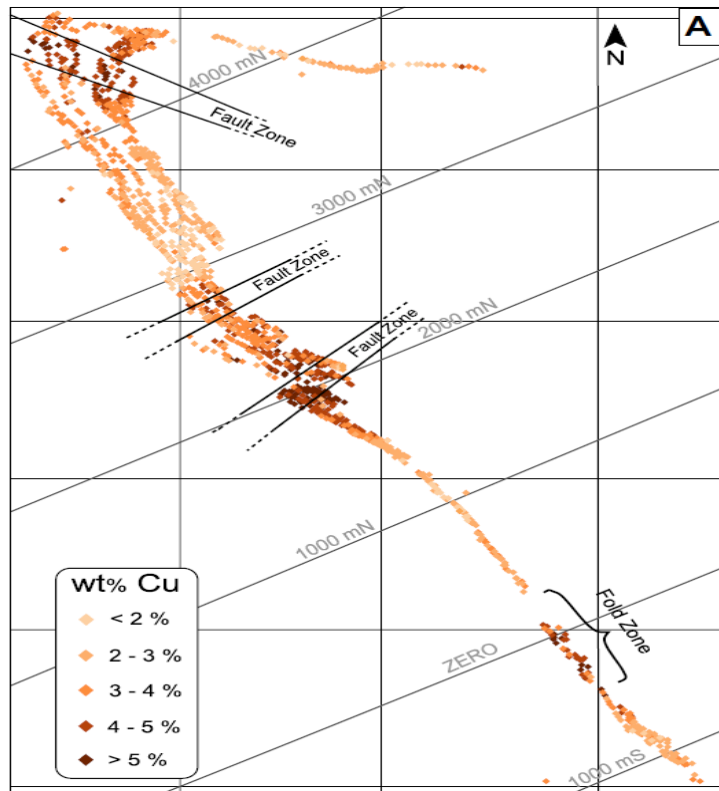 A
N
4000 mN
Fault Zone
3000 mN
Fault Zone
2000 mN
Fault Zone
1000 mN
Fold Zone
ZERO
1000 mS
wt% Cu
< 2 %
2 - 3 %
3 - 4 %
4 - 5 %
> 5 %